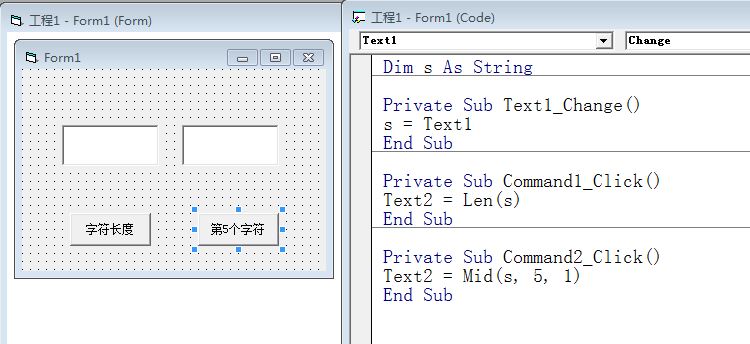 工程1 - Form1 (Form)
Form1
字符长度
第5个字符
工程1 - Form1 (Code)
Text1
Change
Dim s As String
Private Sub Text1_Change()
s = Text1
End Sub
Private Sub Command1_Click()
Text2 = Len(s)
End Sub
Private Sub Command2_Click()
Text2 = Mid(s, 5, 1)
End Sub